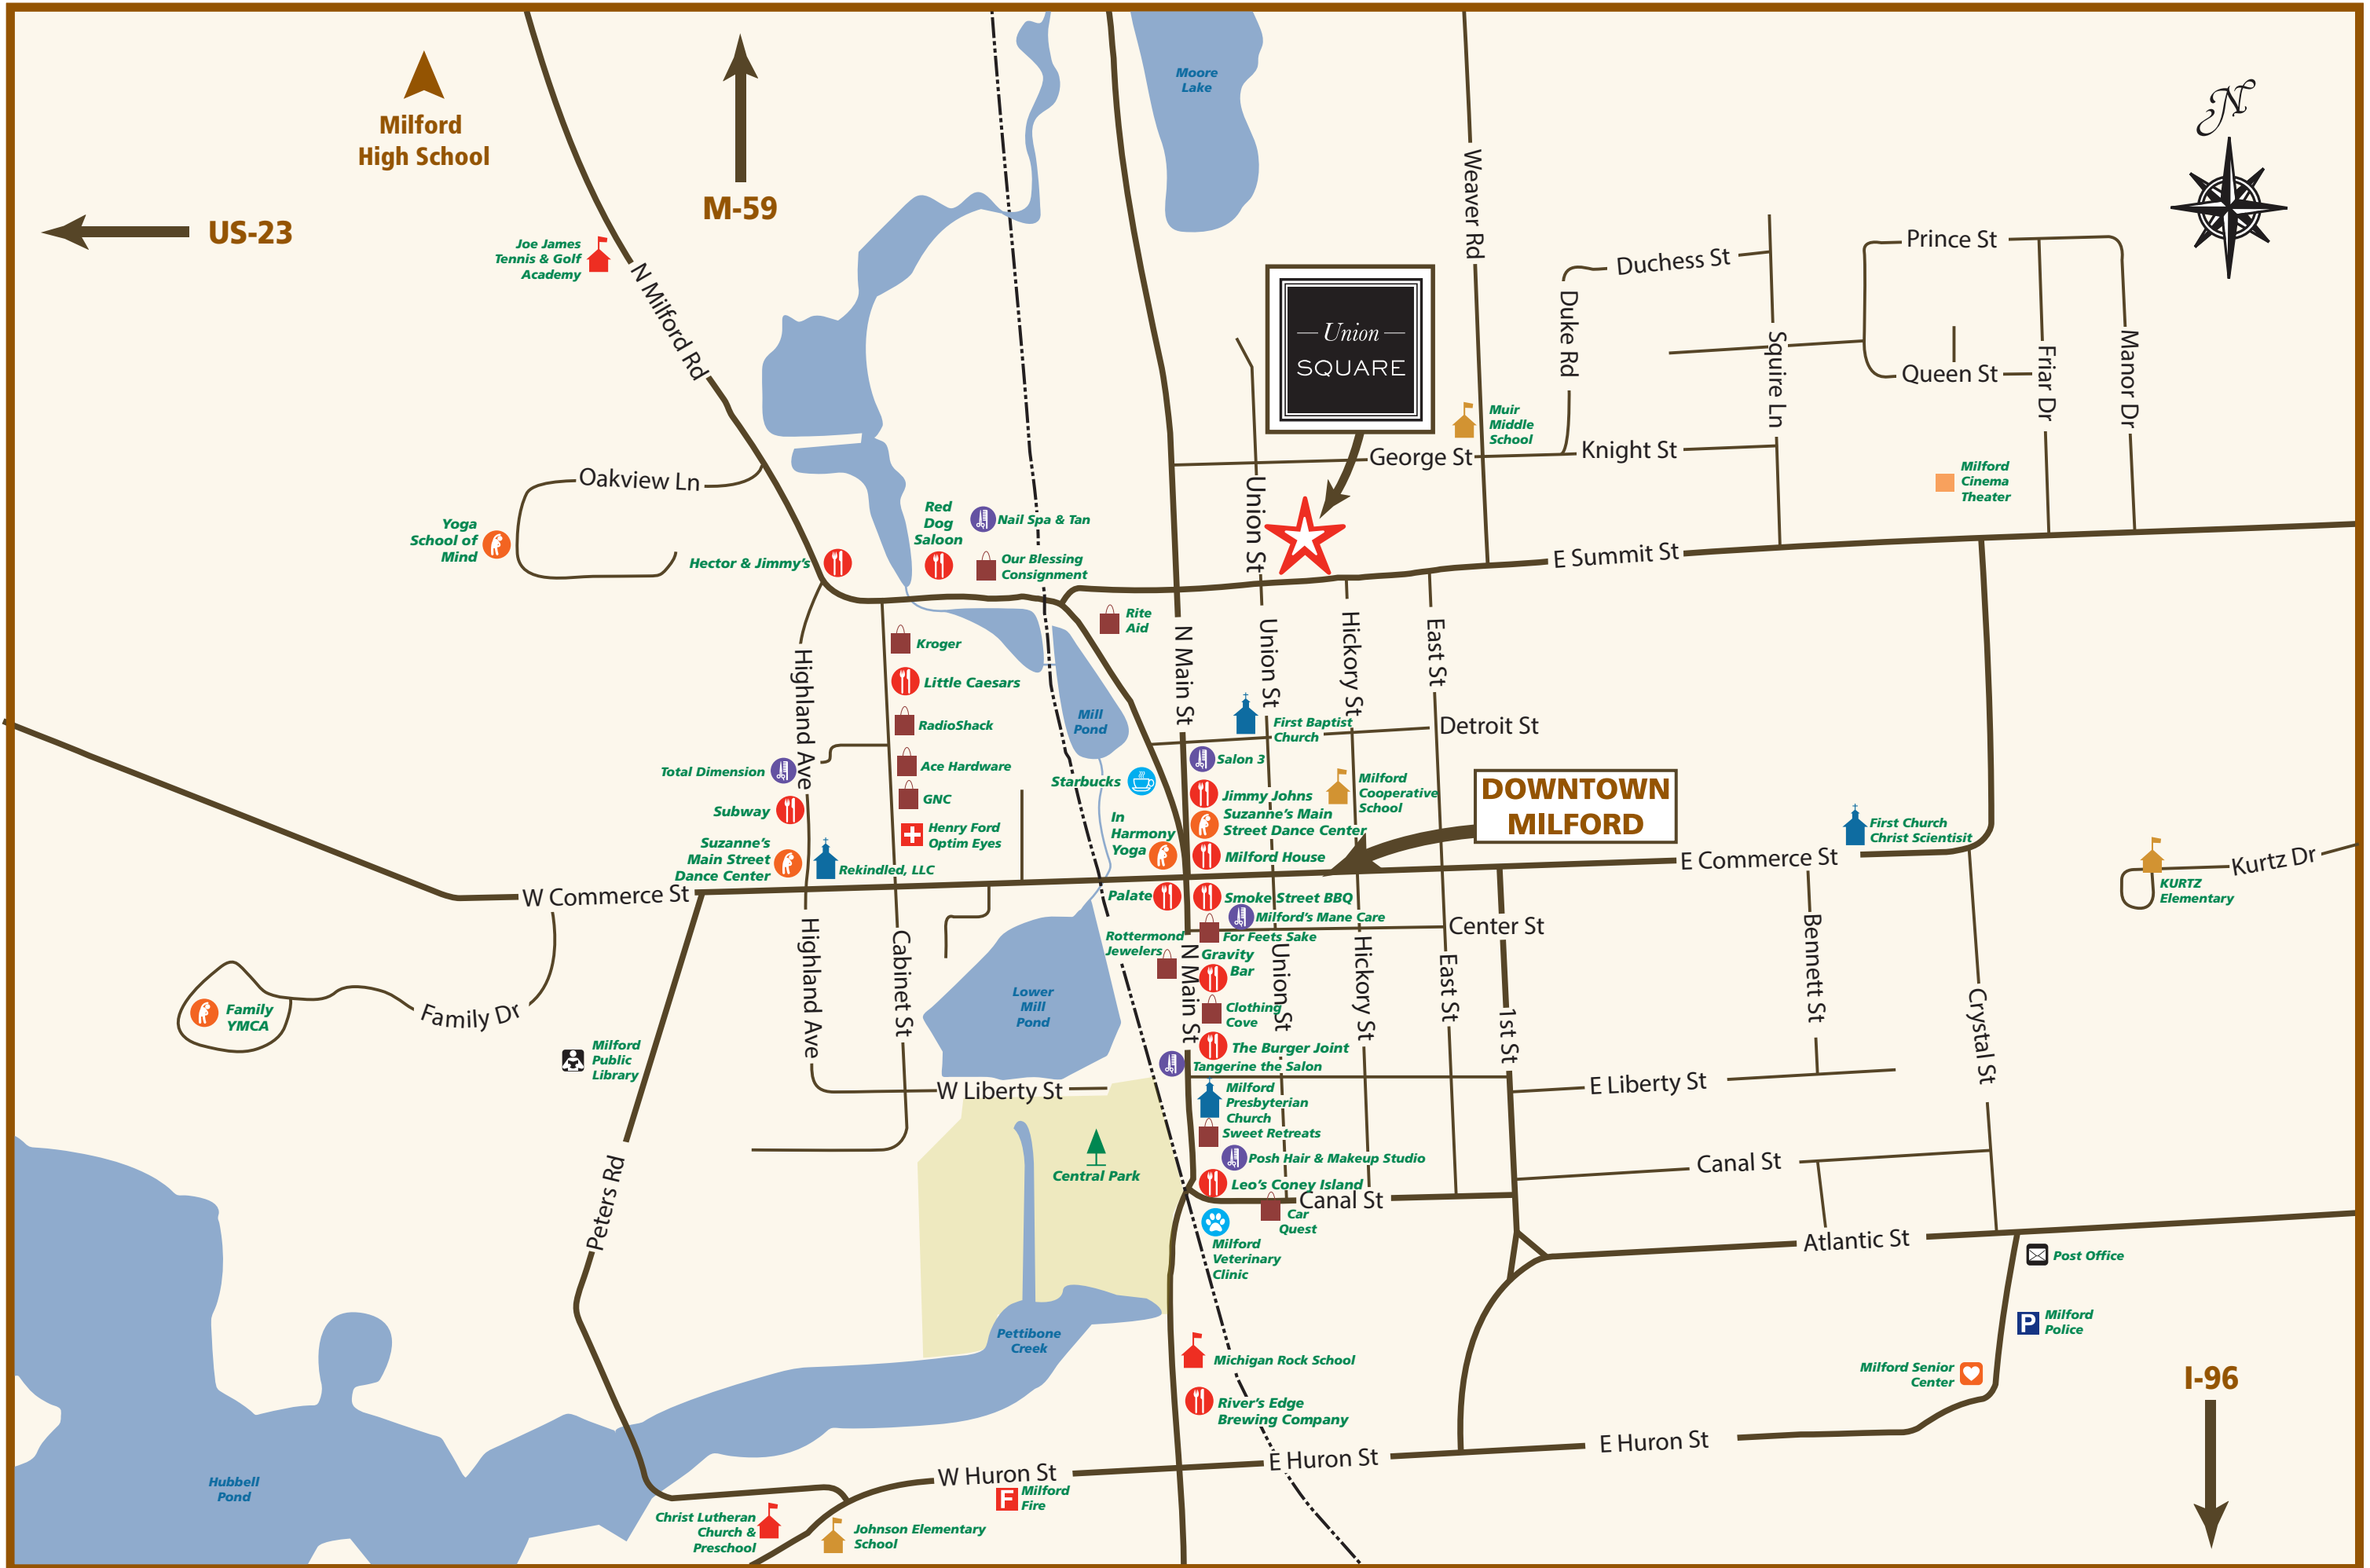 N
Moore
Lake
Milford
High School
M-59
US-23
Joe James
Tennis & Golf
Academy
N Milford Rd
Weaver Rd
Duchess St
Duke Rd
Squire Ln
Prince St
Queen St
Friar Dr
Manor Dr
Union
SQUARE
Muir
Middle
School
George St
Knight St
Milford
Cinema
Theater
Oakview Ln
Yoga
School of
Mind
Hector & Jimmy's
Red
Dog
Saloon
Nail Spa & Tan
Our Blessing
Consignment
Union St
E Summit St
Rite
Aid
Kroger
Little Caesars
RadioShack
Ace Hardware
GNC
Henry Ford
Optim Eyes
Highland Ave
Total Dimension
Subway
Suzanne's
Main Street
Dance Center
Rekindled, LLC
Mill
Pond
N Main St
Union St
Hickory St
East St
First Baptist
Church
Detroit St
Salon 3
Starbucks
Jimmy Johns
Milford
Cooperative
School
Suzanne's Main
Street Dance Center
In
Harmony
Yoga
Milford House
DOWNTOWN
MILFORD
First Church
Christ Scientisit
E Commerce St
KURTZ
Elementary
Kurtz Dr
W Commerce St
Palate
Smoke Street BBQ
Milford's Mane Care
For Feets Sake
Center St
Rottermond
Jewelers
Gravity
Bar
Clothing
Cove
The Burger Joint
Tangerine the Salon
N Main St
Union St
Hickory St
East St
1st St
Bennett St
Crystal St
Highland Ave
Cabinet St
Lower
Mill
Pond
Family
YMCA
Family Dr
Milford
Public
Library
W Liberty St
E Liberty St
Milford
Presbyterian
Church
Sweet Retreats
Posh Hair & Makeup Studio
Leo's Coney Island
Canal St
Canal St
Car
Quest
Central Park
Peters Rd
Milford
Veterinary
Clinic
Atlantic St
Post Office
P
Milford
Police
Milford Senior
Center
I-96
Pettibone
Creek
Michigan Rock School
River's Edge
Brewing Company
E Huron St
E Huron St
W Huron St
F
Milford
Fire
Hubbell
Pond
Christ Lutheran
Church &
Preschool
Johnson Elementary
School